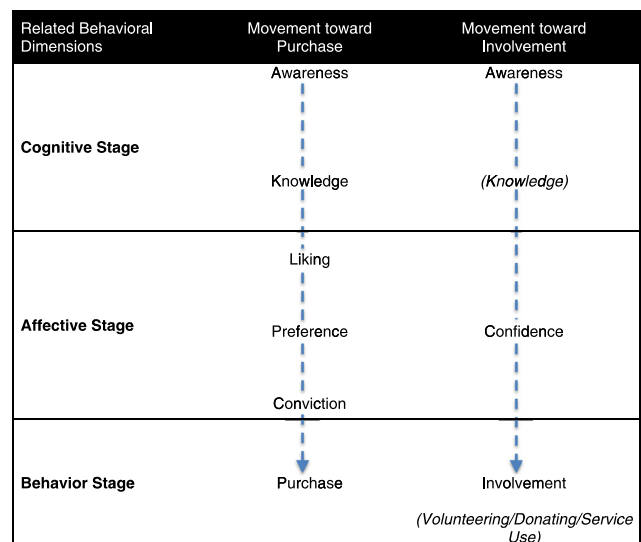 Related Behavioral Dimensions
Movement toward Purchase
Movement toward Involvement
Awareness
Awareness
Cognitive Stage
Knowledge
(Knowledge)
Liking
Affective Stage
Preference
Confidence
Conviction
Behavior Stage
Purchase
Involvement
(Volunteering/Donating/Service
Use)